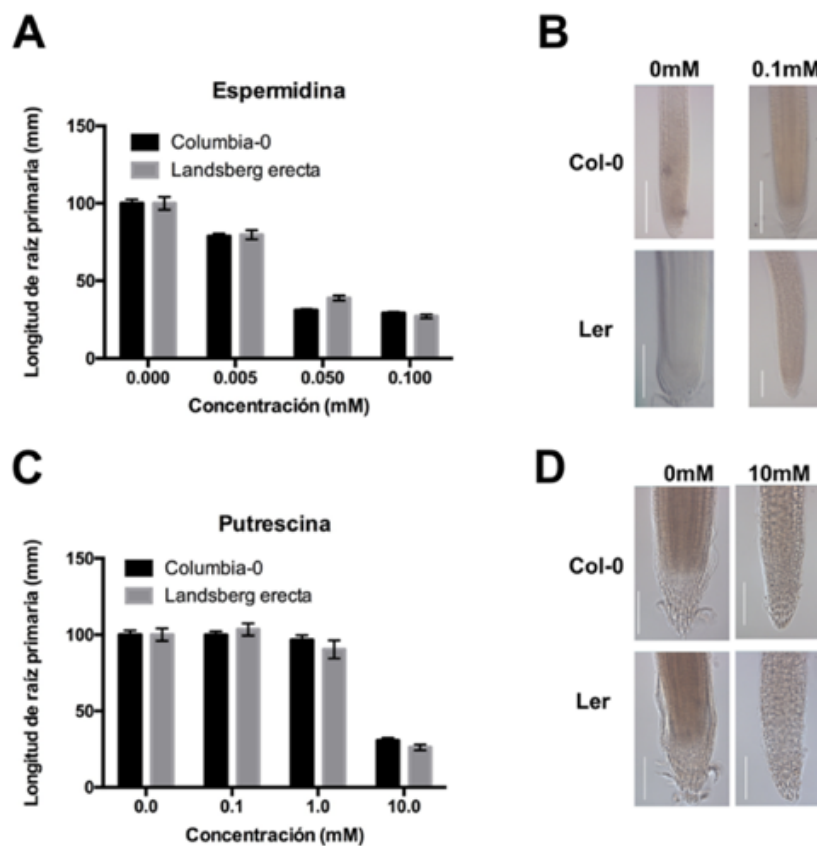 A
Espermidina
Longitud de raíz primaria (mm)
150
100
50
0
Columbia-0
Landsberg erecta
0.000 0.005 0.050 0.100
Concentración (mM)
B
0mM 0.1mM
Col-0
Ler
C
Putrescina
Longitud de raíz primaria (mm)
150
100
50
0
Columbia-0
Landsberg erecta
0.0 0.1 1.0 10.0
Concentración (mM)
D
0mM 10mM
Col-0
Ler